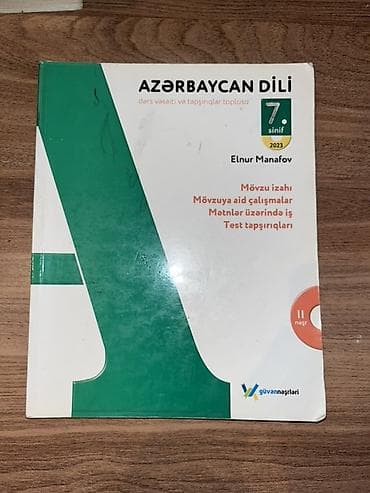 AZƏRBAYCAN DİLİ
dərs vəsaiti və tapşırıqlar toplusu
7.
sinif
2023
Elnur Manafov
Mövzu izahı
Mövzuya aid çalışmalar
Mətnlər üzərində iş
Test tapşırıqları
II
nəşr
güvənnəşrləri